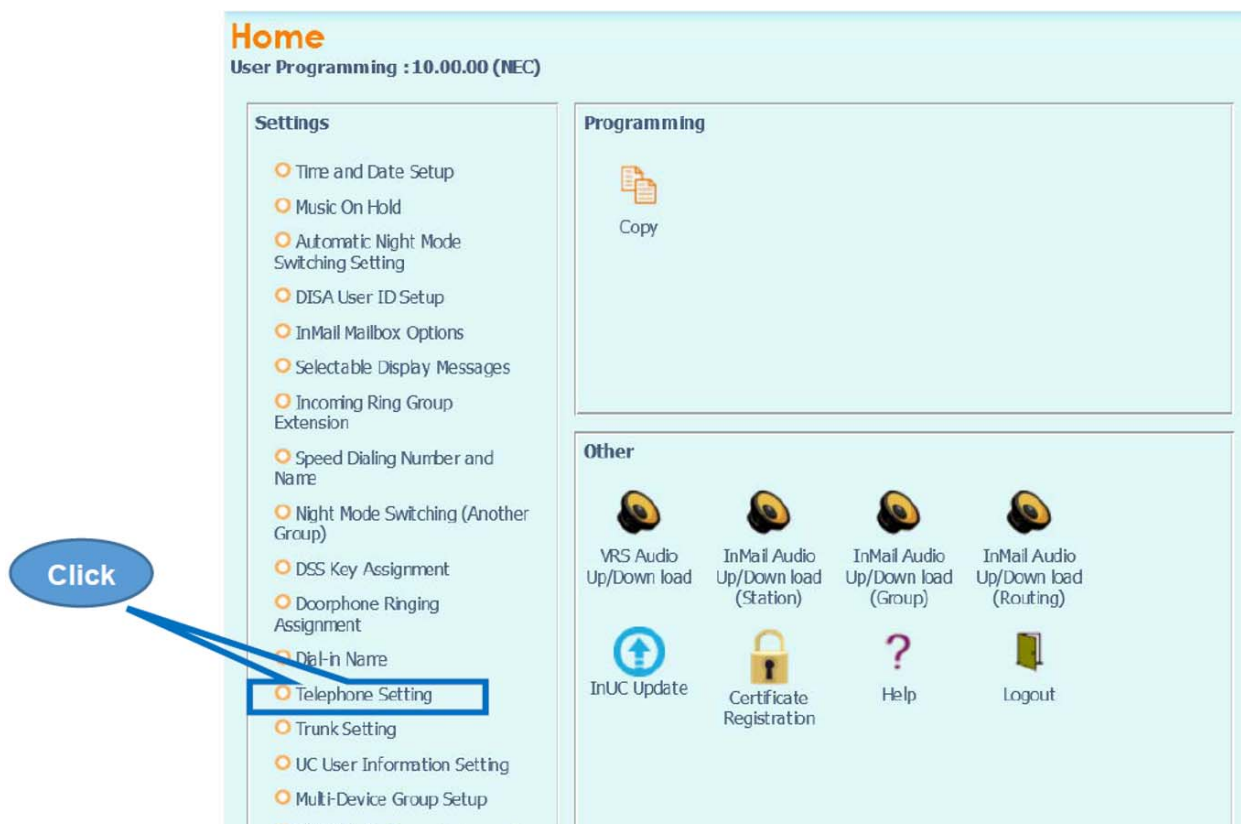 Home
User Programming : 10.00.00 (NEC)
Settings
Time and Date Setup
Music On Hold
Automatic Night Mode
Switching Setting
DISA User ID Setup
InMail Mailbox Options
Selectable Display Messages
Incoming Ring Group
Extension
Speed Dialing Number and
Name
Night Mode Switching (Another
Group)
DSS Key Assignment
Doorphone Ringing
Assignment
Dial-in Name
Telephone Setting
Trunk Setting
UC User Information Setting
Multi-Device Group Setup
Click
Programming
Copy
Other
VRS Audio
Up/Down load
InMail Audio
Up/Down load
(Station)
InMail Audio
Up/Down load
(Group)
InMail Audio
Up/Down load
(Routing)
InUC Update
Certificate
Registration
Help
Logout